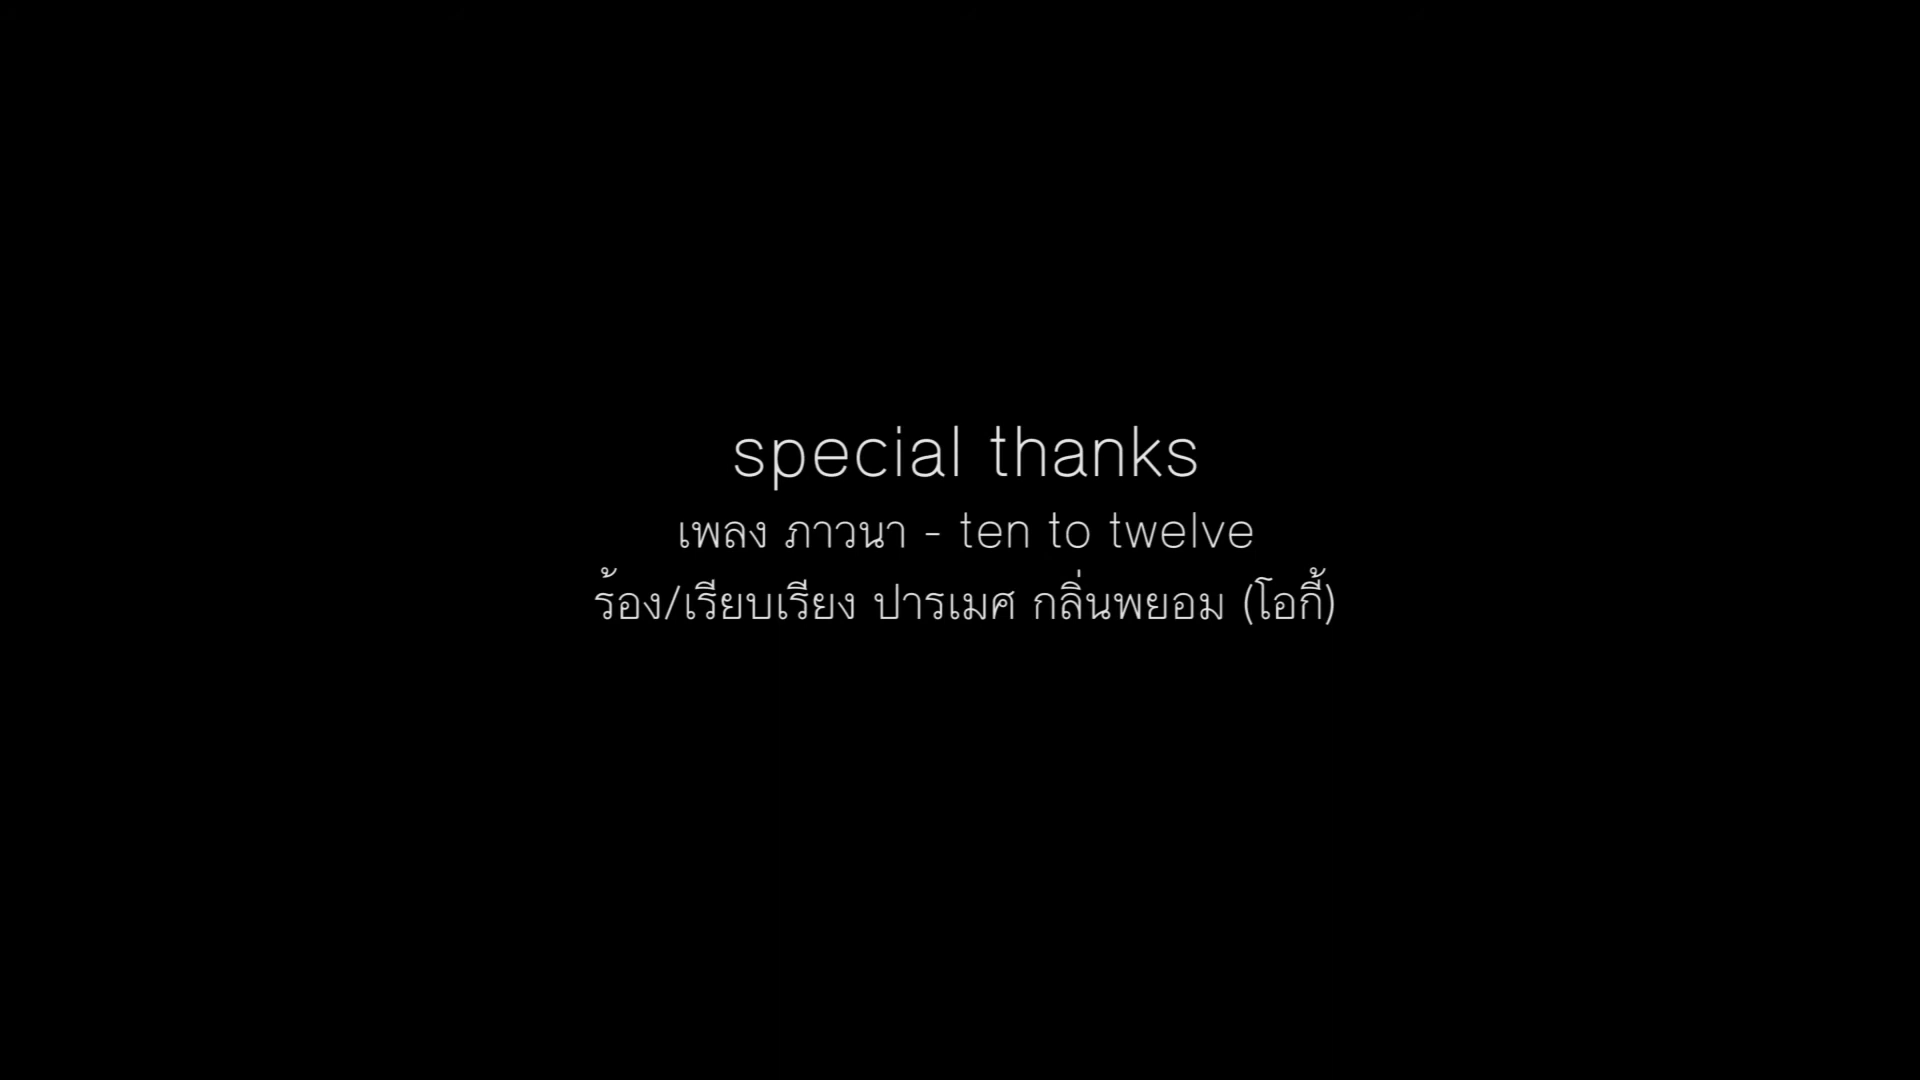 special thanks
เพลง ภาวนา - ten to twelve
ร้อง/เรียบเรียง ปารเมศ กลิ่นพยอม (โอกี้)